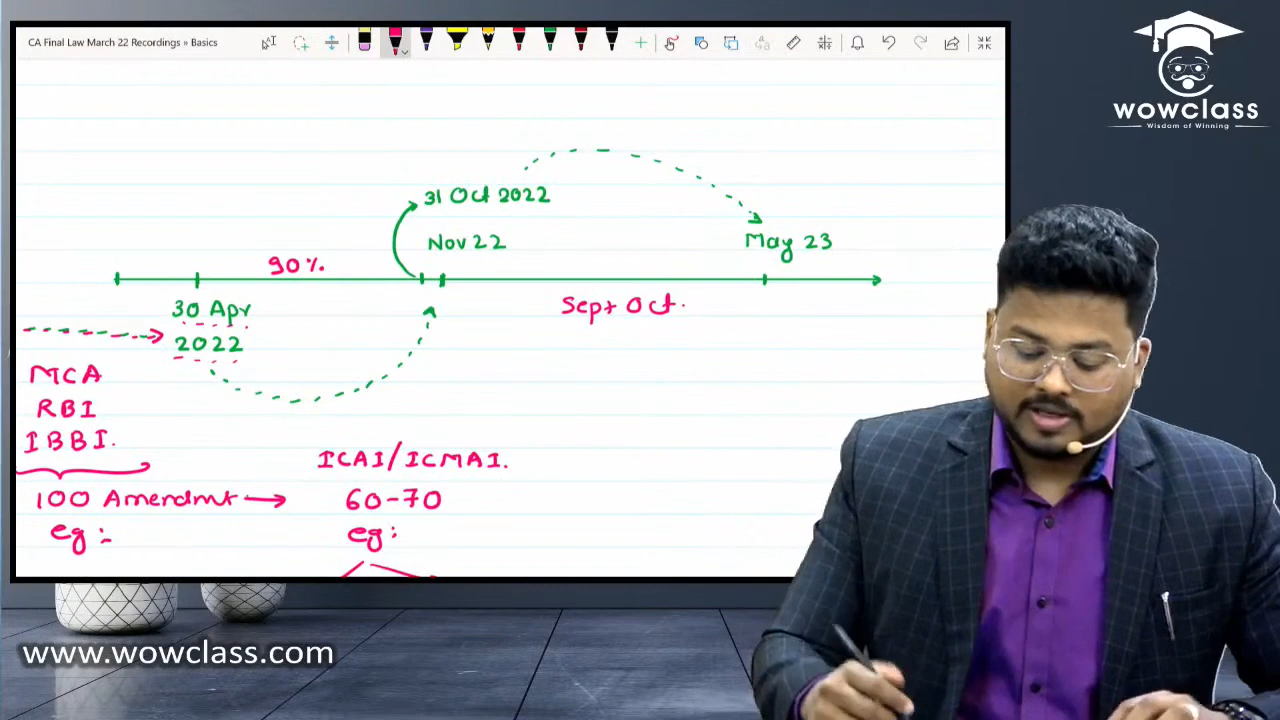 CA Final Law March 22 Recordings » Basics
wowclass
Wisdom of Winning
31 Oct 2022
Nov 22
May 23
90%.
30 Apr
2022
Sept Oct.
MCA
RBI
IBBI.
ICAI/ICMAI.
100 Amendmt → 60-70
eg:-
eg:
www.wowclass.com